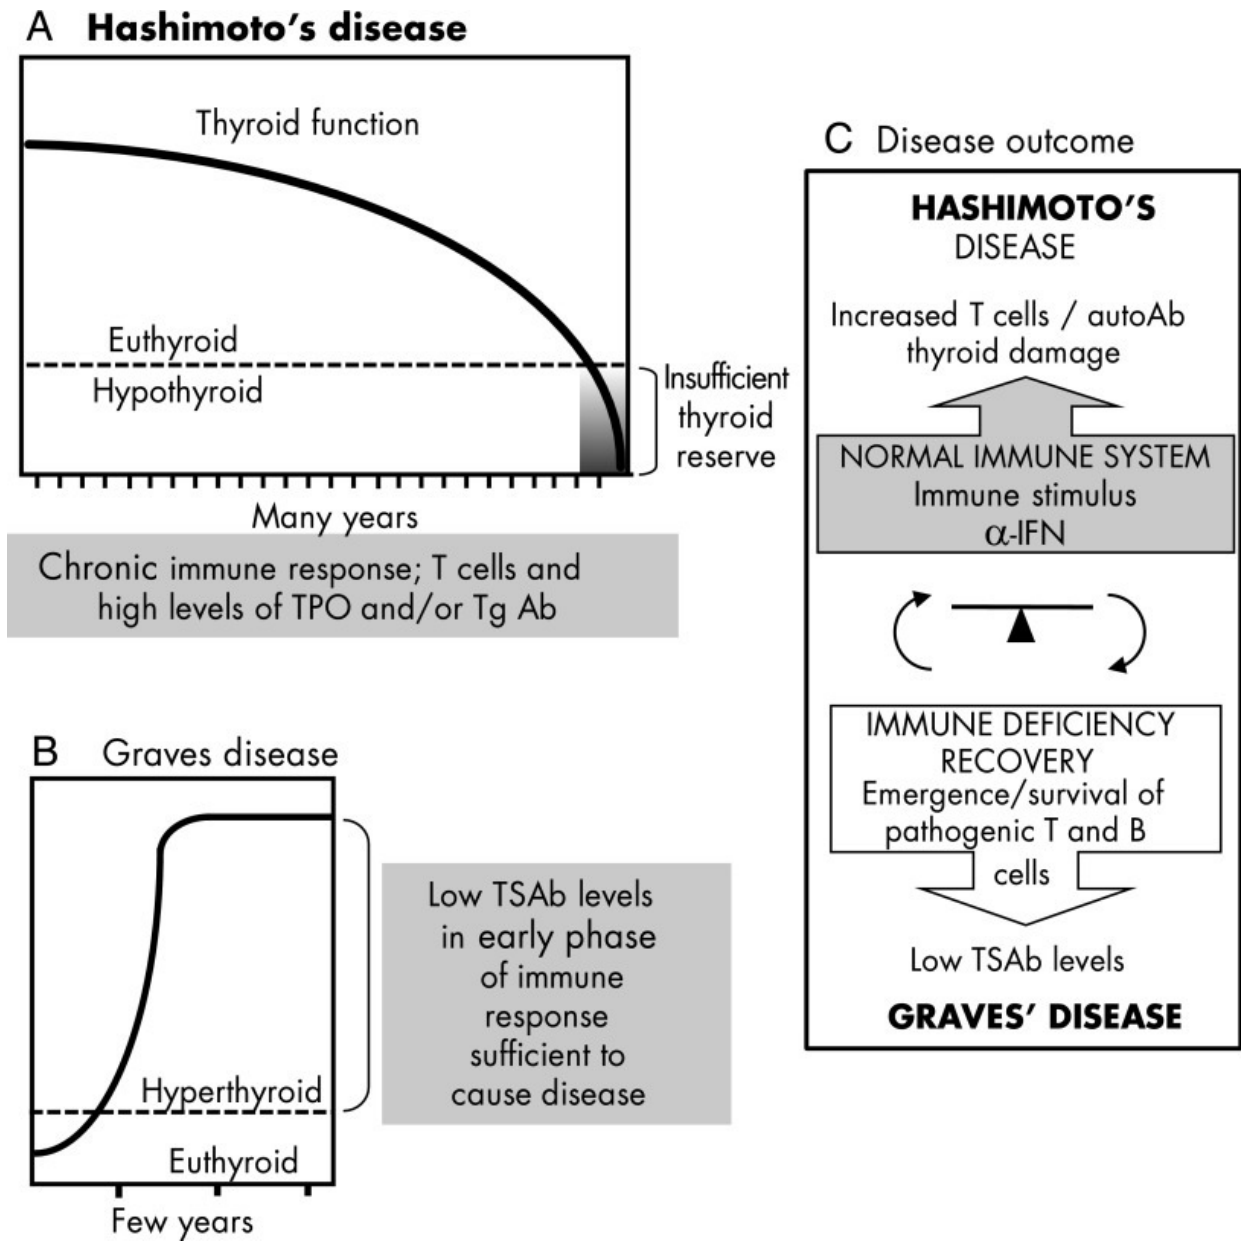 A Hashimoto's disease
Thyroid function
Euthyroid
Hypothyroid
Insufficient
thyroid
reserve
Many years
Chronic immune response; T cells and
high levels of TPO and/or Tg Ab
B Graves disease
Hyperthyroid
Euthyroid
Few years
Low TSAb levels
in early phase
of immune
response
sufficient to
cause disease
C Disease outcome
HASHIMOTO'S
DISEASE
Increased T cells / autoAb
thyroid damage
NORMAL IMMUNE SYSTEM
Immune stimulus
α-IFN
IMMUNE DEFICIENCY
RECOVERY
Emergence/survival of
pathogenic T and B
cells
Low TSAb levels
GRAVES' DISEASE